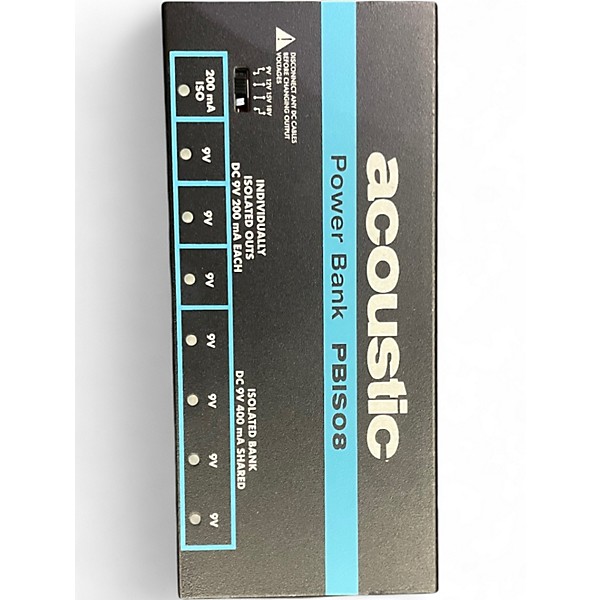 acoustic
Power Bank PBISO8
DISCONNECT ANY DC CABLES
BEFORE CHANGING OUTPUT
VOLTAGES
9V 12V 15V 18V
INDIVIDUALLY
ISOLATED OUTS
DC 9V 200 mA EACH
ISOLATED BANK
DC 9V 400 mA SHARED
200 mA
ISO
9V
9V
9V
9V
9V
9V
9V